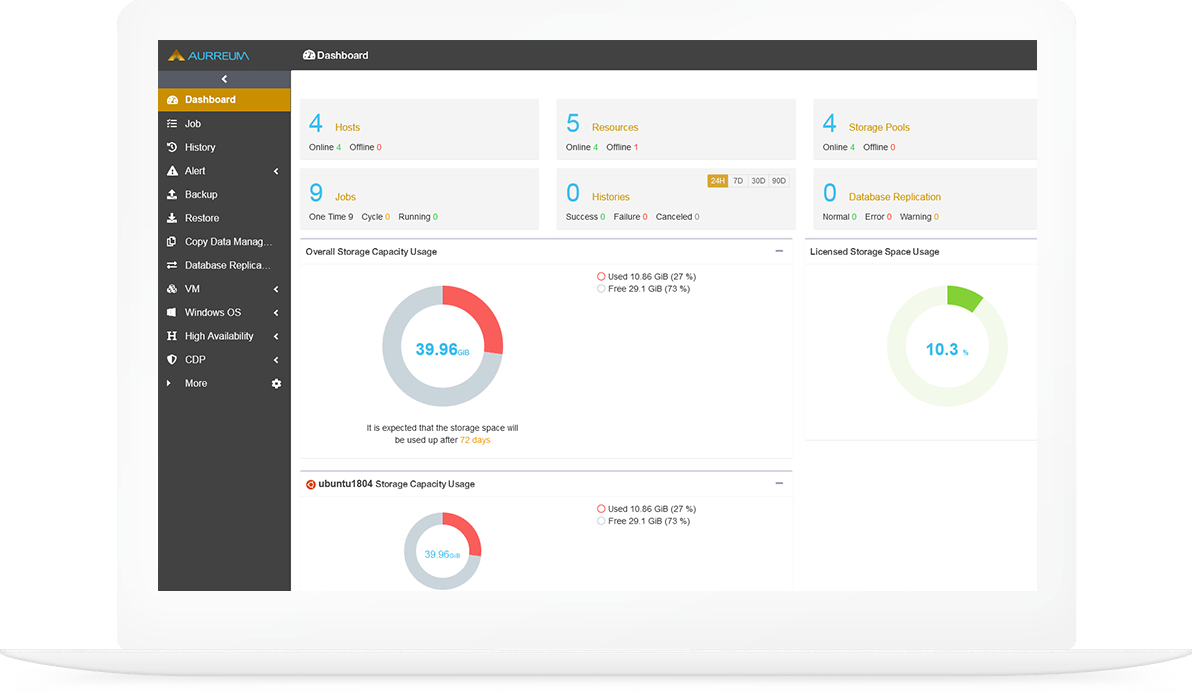 AURREUM
Dashboard
Dashboard
Job
History
Alert
Backup
Restore
Copy Data Manag...
Database Replica...
VM
Windows OS
High Availability
CDP
More
4 Hosts
Online 4 Offline 0
5 Resources
Online 4 Offline 1
4 Storage Pools
Online 4 Offline 0
9 Jobs
One Time 9 Cycle 0 Running 0
24H 7D 30D 90D
0 Histories
Success 0 Failure 0 Canceled 0
0 Database Replication
Normal 0 Error 0 Warning 0
Overall Storage Capacity Usage
Used 10.86 GiB (27 %)
Free 29.1 GiB (73 %)
39.96GiB
It is expected that the storage space will
be used up after 72 days
Licensed Storage Space Usage
10.3 %
ubuntu1804 Storage Capacity Usage
Used 10.86 GiB (27 %)
Free 29.1 GiB (73 %)
39.96GiB